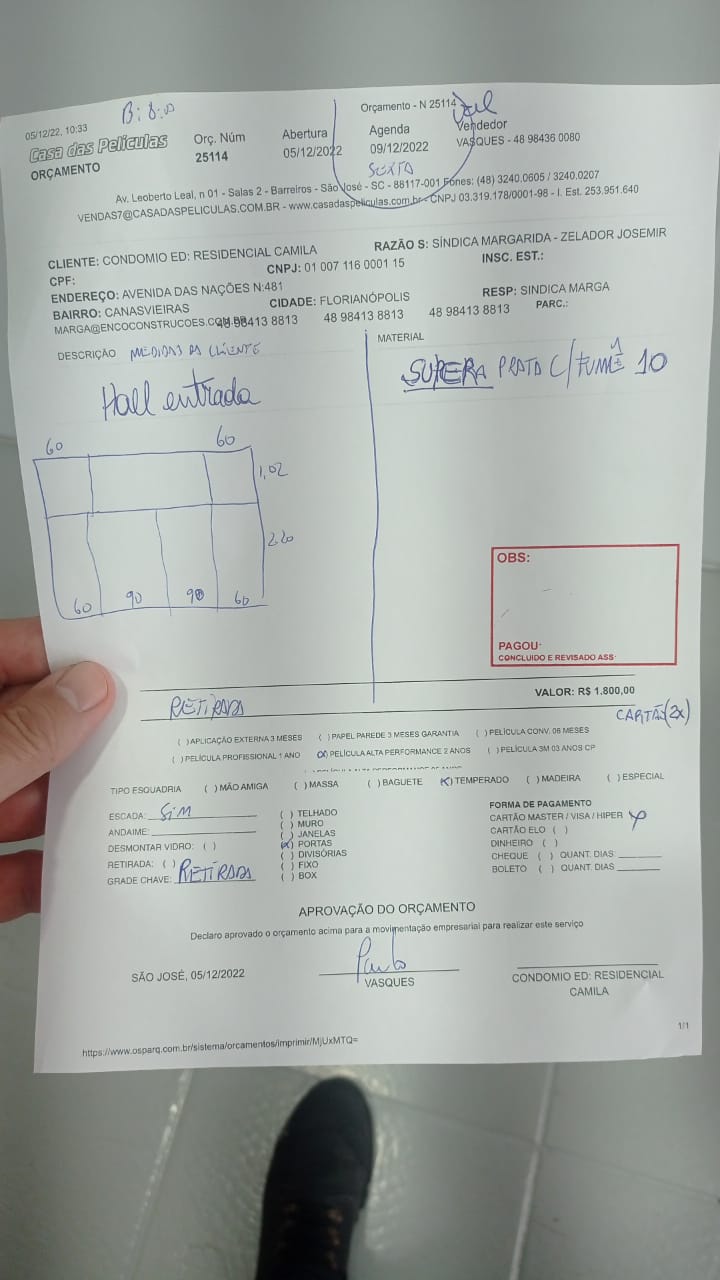 05/12/22, 10:33
Orçamento - N 25114
Casa das Películas
ORÇAMENTO
Orç. Núm
25114
Abertura
05/12/2022
Agenda
09/12/2022
SEXTA
Vendedor
VASQUES - 48 98436 0080
Av. Leoberto Leal, n 01 - Salas 2 - Barreiros - São José - SC - 88117-001 Fones: (48) 3240.0605 / 3240.0207
VENDAS7@CASADASPELICULAS.COM.BR - www.casadaspeliculas.com.br - CNPJ 03.319.178/0001-98 - I. Est. 253.951.640
CLIENTE: CONDOMIO ED: RESIDENCIAL CAMILA
RAZÃO S: SÍNDICA MARGARIDA - ZELADOR JOSEMIR
CPF:
CNPJ: 01 007 116 0001 15
INSC. EST.:
ENDEREÇO: AVENIDA DAS NAÇÕES N:481
BAIRRO: CANASVIEIRAS
CIDADE: FLORIANÓPOLIS
RESP: SINDICA MARGA
MARGA@ENCOCONSTRUCOES.COM.BR
48 98413 8813
48 98413 8813
48 98413 8813
PARC.:
DESCRIÇÃO MEDIDAS DA CLIENTE
MATERIAL
Hall entrada
SUPERA PRATA C/FUMÊ 10
60 60
1,02
2,20
60 90 90 60
OBS:
PAGOU:
CONCLUIDO E REVISADO ASS:
VALOR: R$ 1.800,00
RETIRADA
CARTÃO (2X)
( )APLICAÇÃO EXTERNA 3 MESES ( )PAPEL PAREDE 3 MESES GARANTIA ( )PELÍCULA CONV. 06 MESES
( )PELÍCULA PROFISSIONAL 1 ANO (X)PELÍCULA ALTA PERFORMANCE 2 ANOS ( )PELÍCULA 3M 03 ANOS CP
TIPO ESQUADRIA ( )MÃO AMIGA ( )MASSA ( )BAGUETE (X)TEMPERADO ( )MADEIRA ( )ESPECIAL
ESCADA: SIM
ANDAIME:
DESMONTAR VIDRO: ( )
RETIRADA: ( )
GRADE CHAVE: RETIRADA
( ) TELHADO
( ) MURO
( ) JANELAS
(X) PORTAS
( ) DIVISÓRIAS
( ) FIXO
( ) BOX
FORMA DE PAGAMENTO
CARTÃO MASTER / VISA / HIPER
CARTÃO ELO ( )
DINHEIRO ( )
CHEQUE ( ) QUANT. DIAS
BOLETO ( ) QUANT. DIAS
APROVAÇÃO DO ORÇAMENTO
Declaro aprovado o orçamento acima para a movimentação empresarial para realizar este serviço
SÃO JOSÉ, 05/12/2022
Paulo
VASQUES
CONDOMIO ED: RESIDENCIAL
CAMILA
1/1
https://www.osparq.com.br/sistema/orcamentos/imprimir/MjUxMTQ=